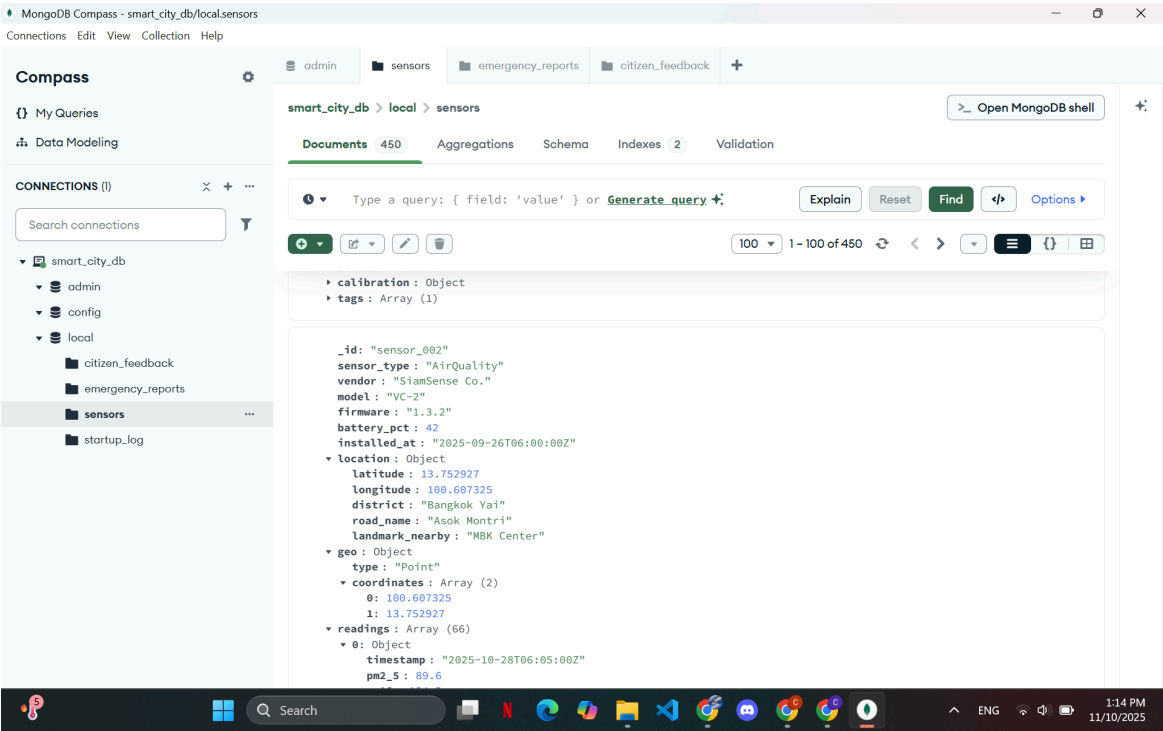 MongoDB Compass - smart_city_db/local.sensors
Connections Edit View Collection Help
Compass
My Queries
Data Modeling
CONNECTIONS (1)
Search connections
smart_city_db
admin
config
local
citizen_feedback
emergency_reports
sensors
startup_log
admin sensors emergency_reports citizen_feedback
smart_city_db > local > sensors
>_ Open MongoDB shell
Documents 450 Aggregations Schema Indexes 2 Validation
Type a query: { field: 'value' } or Generate query
Explain Reset Find </> Options
100 1 – 100 of 450 {}
calibration : Object
tags : Array (1)
_id: "sensor_002"
sensor_type : "AirQuality"
vendor : "SiamSense Co."
model : "VC-2"
firmware : "1.3.2"
battery_pct : 42
installed_at : "2025-09-26T06:00:00Z"
location : Object
latitude : 13.752927
longitude : 100.607325
district : "Bangkok Yai"
road_name : "Asok Montri"
landmark_nearby : "MBK Center"
geo : Object
type : "Point"
coordinates : Array (2)
0: 100.607325
1: 13.752927
readings : Array (66)
0: Object
timestamp : "2025-10-28T06:05:00Z"
pm2_5 : 89.6
5
Search
ENG
1:14 PM
11/10/2025